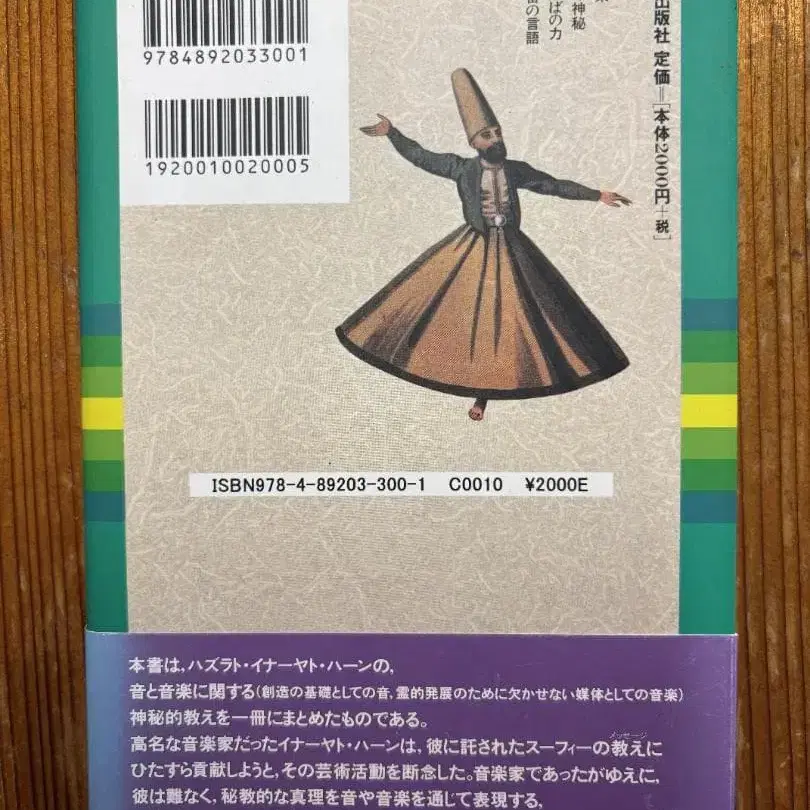 9784892033001
1920010020005
出版社 定価=[本体2000円+税]
神秘
ばの力
の言語
ISBN978-4-89203-300-1 C0010 ¥2000E
本書は、ハズラト・イナーヤト・ハーンの、
音と音楽に関する(創造の基礎としての音、霊的発展のために欠かせない媒体としての音楽)
神秘的教えを一冊にまとめたものである。
高名な音楽家だったイナーヤト・ハーンは、彼に託されたスーフィーの教え(メッセージ)に
ひたすら貢献しようと、その芸術活動を断念した。音楽家であったがゆえに、
彼は難なく、秘教的な真理を音や音楽を通じて表現する、